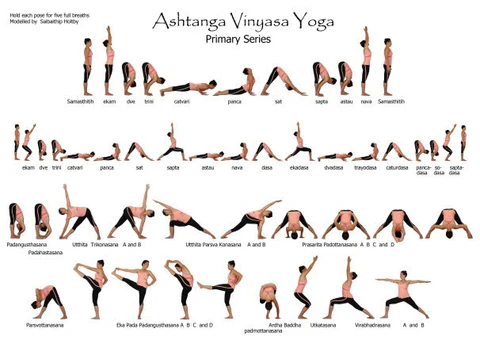 Hold each pose for five full breaths
Modelled by Saibathip Holtby
Ashtanga Vinyasa Yoga
Primary Series
Samasthitih ekam dve trini catvari panca sat sapta astau nava Samasthitih
ekam dve trini catvari panca sat sapta astau nava dasa ekadasa dvadasa trayodasa caturdasa panca-dasa so-dasa sapta-dasa
Padangusthasana
Padahastasana
Utthita Trikonasana A and B Utthita Parsva Konasana A and B Prasarita Padottanasana A B C and D
Parsvottanasana Eka Pada Padangusthasana A B C and D Ardha Baddha padmottanasana Utkatasana Virabhadrasana A and B